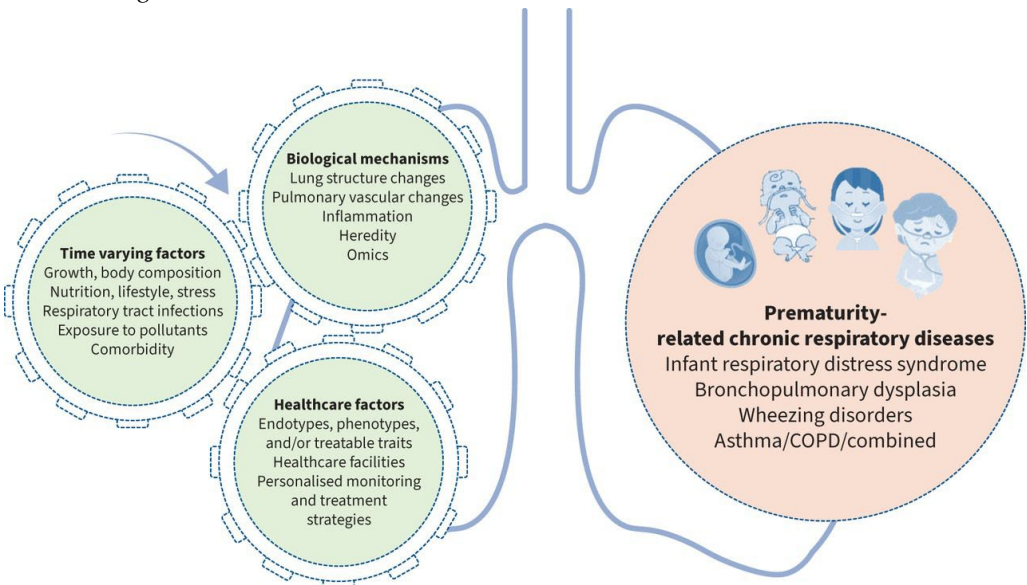 Biological mechanisms
Lung structure changes
Pulmonary vascular changes
Inflammation
Heredity
Omics
Time varying factors
Growth, body composition
Nutrition, lifestyle, stress
Respiratory tract infections
Exposure to pollutants
Comorbidity
Healthcare factors
Endotypes, phenotypes,
and/or treatable traits
Healthcare facilities
Personalised monitoring
and treatment
strategies
Prematurity-
related chronic respiratory diseases
Infant respiratory distress syndrome
Bronchopulmonary dysplasia
Wheezing disorders
Asthma/COPD/combined